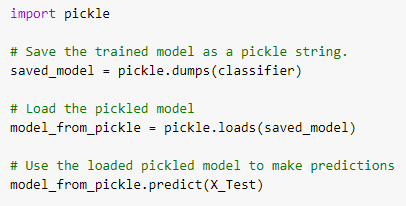 import pickle
# Save the trained model as a pickle string.
saved_model = pickle.dumps(classifier)
# Load the pickled model
model_from_pickle = pickle.loads(saved_model)
# Use the loaded pickled model to make predictions
model_from_pickle.predict(X_Test)